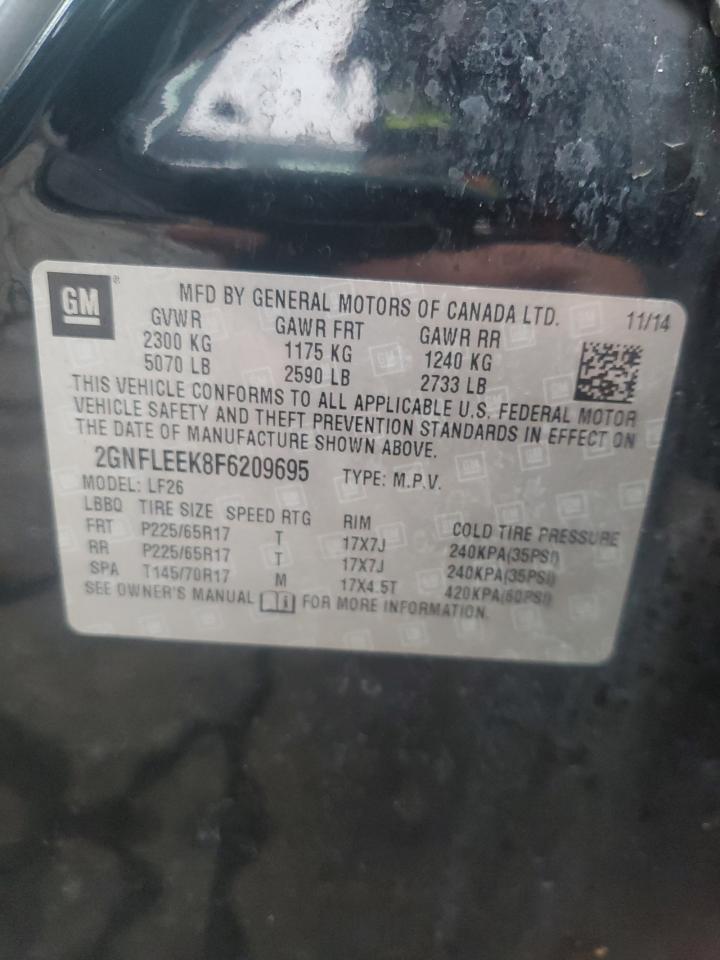 GM ®
MFD BY GENERAL MOTORS OF CANADA LTD. 11/14
GVWR GAWR FRT GAWR RR
2300 KG 1175 KG 1240 KG
5070 LB 2590 LB 2733 LB
THIS VEHICLE CONFORMS TO ALL APPLICABLE U.S. FEDERAL MOTOR
VEHICLE SAFETY AND THEFT PREVENTION STANDARDS IN EFFECT ON
THE DATE OF MANUFACTURE SHOWN ABOVE.
2GNFLEEK8F6209695 TYPE: M.P.V.
MODEL: LF26
LBBQ TIRE SIZE SPEED RTG RIM COLD TIRE PRESSURE
FRT P225/65R17 T 17X7J 240KPA(35PSI)
RR P225/65R17 T 17X7J 240KPA(35PSI)
SPA T145/70R17 M 17X4.5T 420KPA(60PSI)
SEE OWNER'S MANUAL i FOR MORE INFORMATION.